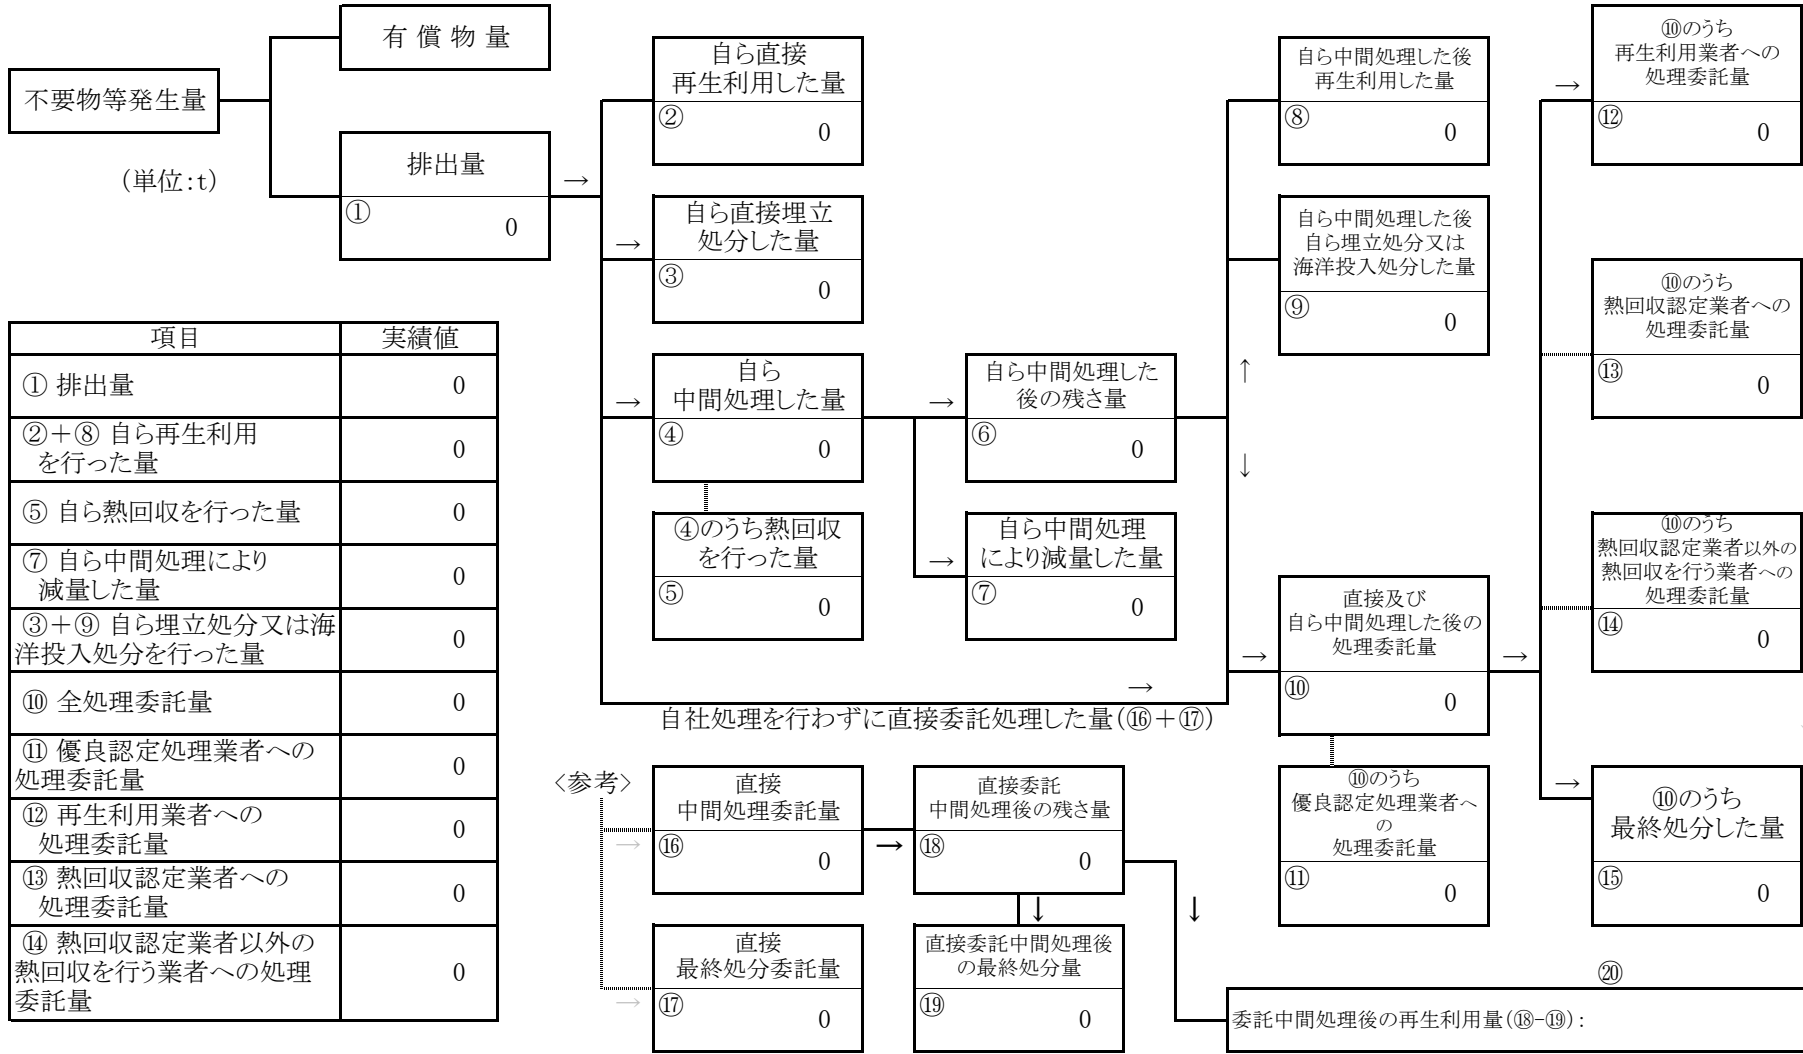 不要物等発生量
有 償 物 量
排出量
①
0
(単位:t)
→
自ら直接
再生利用した量
②
0
→
自ら直接埋立
処分した量
③
0
→
自ら
中間処理した量
④
0
④のうち熱回収
を行った量
⑤
0
→
自ら中間処理した
後の残さ量
⑥
0
→
自ら中間処理
により減量した量
⑦
0
自ら中間処理した後
再生利用した量
⑧
0
自ら中間処理した後
自ら埋立処分又は
海洋投入処分した量
⑨
0
↑
↓
→
自社処理を行わずに直接委託処理した量(⑯+⑰)
→
直接及び
自ら中間処理した後の
処理委託量
⑩
0
⑩のうち
優良認定処理業者へ
の
処理委託量
⑪
0
→
→
⑩のうち
再生利用業者への
処理委託量
⑫
0
⑩のうち
熱回収認定業者への
処理委託量
⑬
0
⑩のうち
熱回収認定業者以外の
熱回収を行う業者への
処理委託量
⑭
0
→
⑩のうち
最終処分した量
⑮
0
項目 実績値
① 排出量 0
②+⑧ 自ら再生利用
を行った量 0
⑤ 自ら熱回収を行った量 0
⑦ 自ら中間処理により
減量した量 0
③+⑨ 自ら埋立処分又は海
洋投入処分を行った量 0
⑩ 全処理委託量 0
⑪ 優良認定処理業者への
処理委託量 0
⑫ 再生利用業者への
処理委託量 0
⑬ 熱回収認定業者への
処理委託量 0
⑭ 熱回収認定業者以外の
熱回収を行う業者への処理
委託量 0
<参考>
→
直接
中間処理委託量
⑯
0
→
直接委託
中間処理後の残さ量
⑱
0
→
直接
最終処分委託量
⑰
0
↓
直接委託中間処理後
の最終処分量
⑲
0
↓
⑳
委託中間処理後の再生利用量(⑱-⑲):